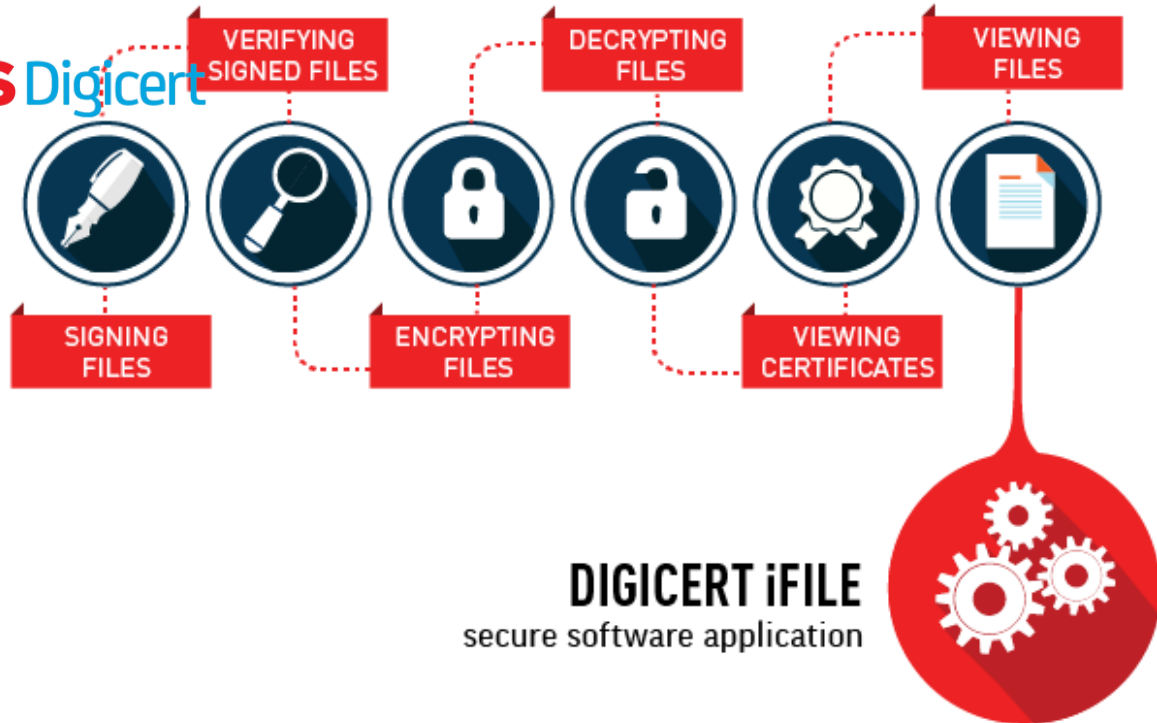 VERIFYING
SIGNED FILES
DECRYPTING
FILES
VIEWING
FILES
S Digicert
SIGNING
FILES
ENCRYPTING
FILES
VIEWING
CERTIFICATES
DIGICERT iFILE
secure software application